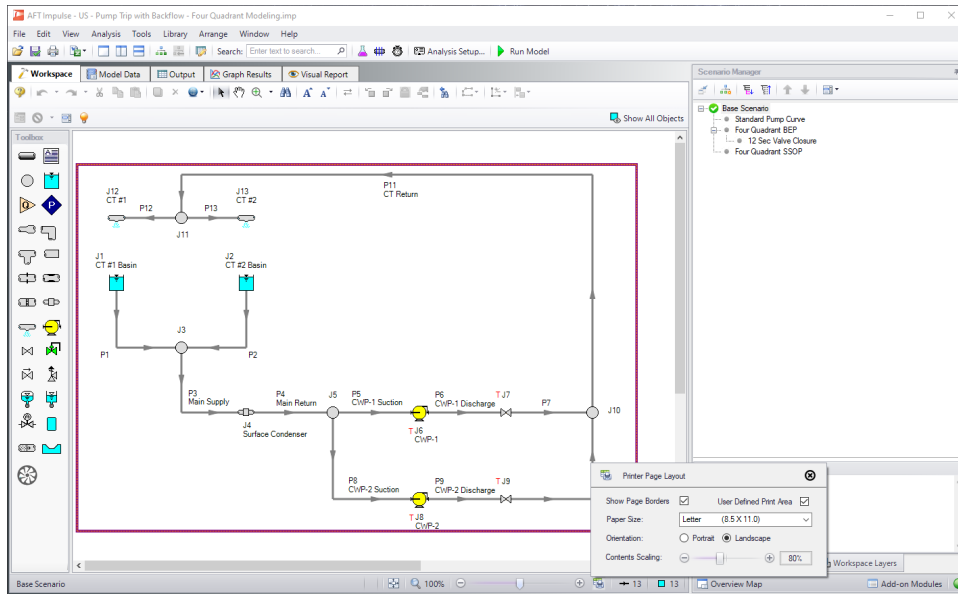 AFT Impulse - US - Pump Trip with Backflow - Four Quadrant Modeling.imp
File Edit View Analysis Tools Library Arrange Window Help
Search: Enter text to search... Analysis Setup... Run Model
Workspace Model Data Output Graph Results Visual Report
Show All Objects
Toolbox
Scenario Manager
Base Scenario
Standard Pump Curve
Four Quadrant BEP
12 Sec Valve Closure
Four Quadrant SSOP
P11
CT Return
J12
CT #1
P12
P13
J13
CT #2
J11
J1
CT #1 Basin
J2
CT #2 Basin
J3
P1
P2
P3
Main Supply
P4
Main Return
J5
P5
CWP-1 Suction
P6
CWP-1 Discharge
T J7
P7
J10
J4
Surface Condenser
T J6
CWP-1
P8
CWP-2 Suction
P9
CWP-2 Discharge
T J9
T J8
CWP-2
Printer Page Layout
Show Page Borders User Defined Print Area
Paper Size: Letter (8.5 X 11.0)
Orientation: Portrait Landscape
Contents Scaling: 80%
Workspace Layers
Base Scenario 100% 13 13 Overview Map Add-on Modules